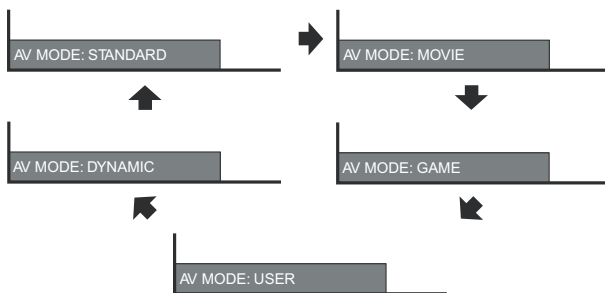 AV MODE: STANDARD
AV MODE: MOVIE
AV MODE: DYNAMIC
AV MODE: GAME
AV MODE: USER